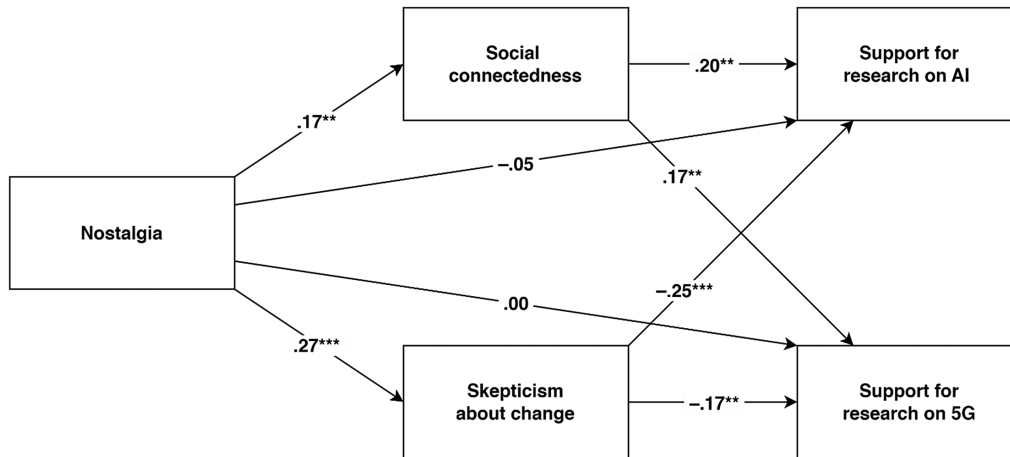 Social
connectedness
.20**
Support for
research on AI
.17**
–.05
.17**
Nostalgia
–.25***
.00
.27***
Skepticism
about change
–.17**
Support for
research on 5G